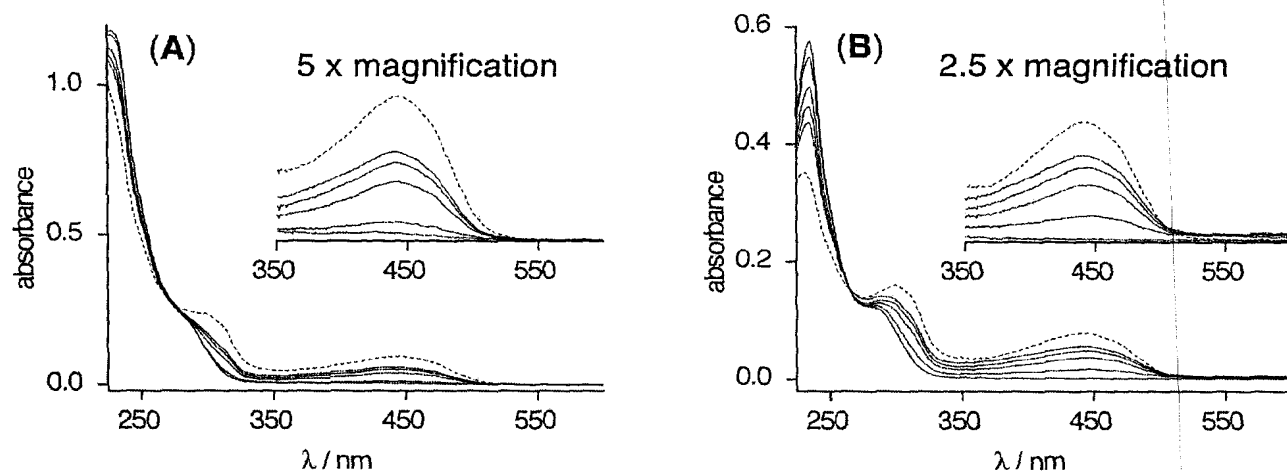 (A)
5 x magnification
1.0
0.5
0.0
absorbance
350 450 550
250 350 450 550
λ / nm
(B)
2.5 x magnification
0.6
0.4
0.2
0.0
absorbance
350 450 550
250 350 450 550
λ / nm